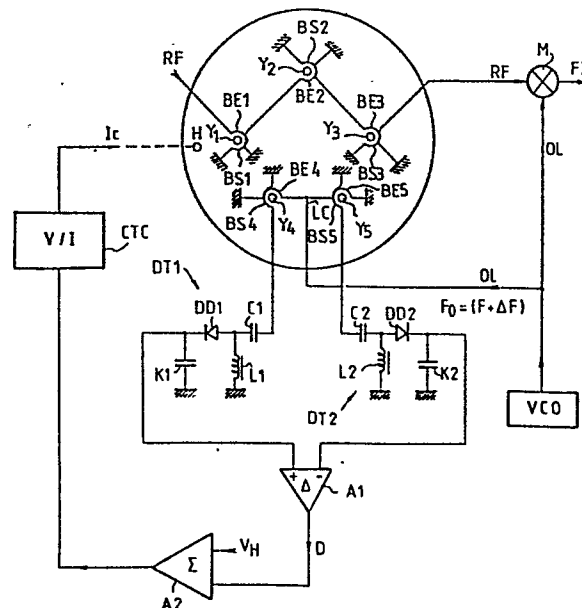 BS2
M
RF
Y2
RF
FI
BE1
BE2
BE3
Ic
H
Y1
Y3
OL
BS1
BE4
BS3
BE5
LC
V/I
CTC
BS4
Y4
BS5
Y5
DT1
OL
DD1
C1
C2
DD2
F0=(F+ΔF)
K1
L1
L2
K2
DT2
VCO
+ Δ -
A1
VH
D
Σ
A2